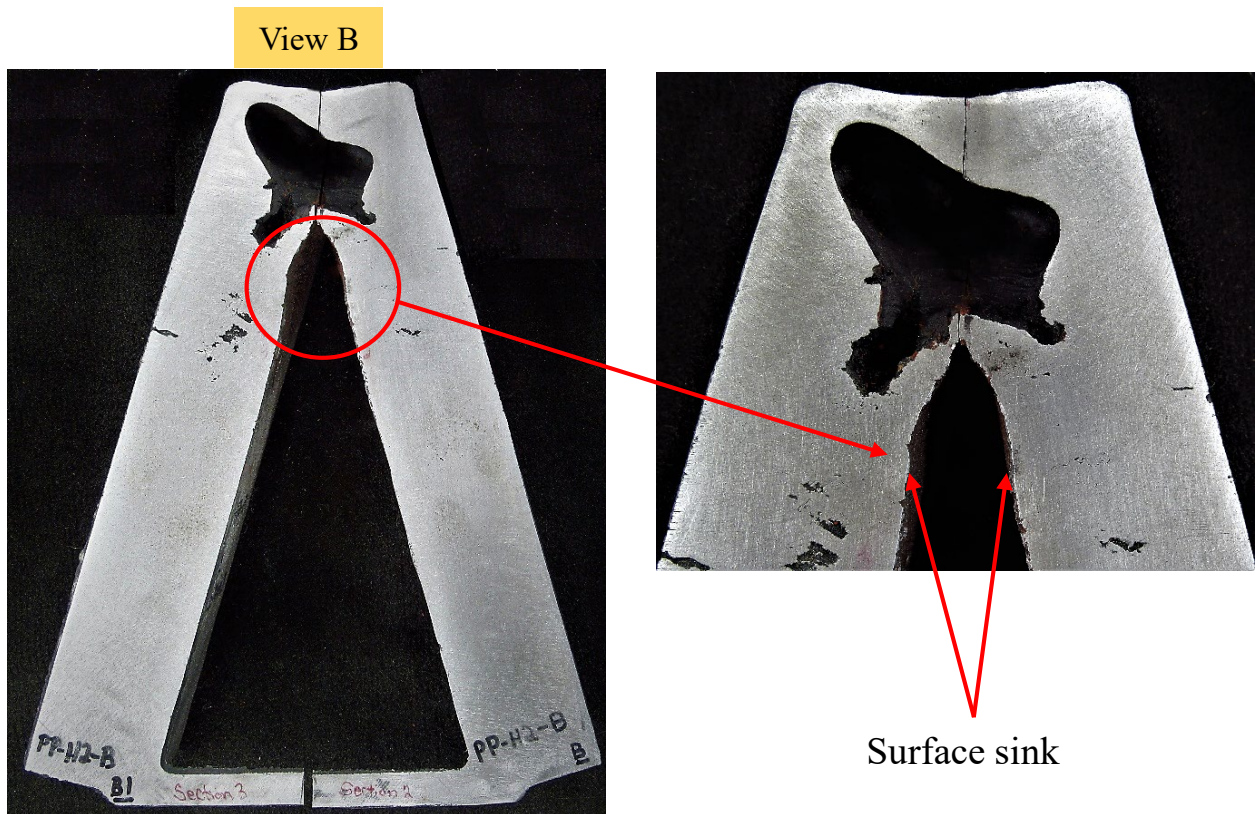 View B
PP-H2-B
B1
Section 3
Section 2
PP-H2-B
B
Surface sink